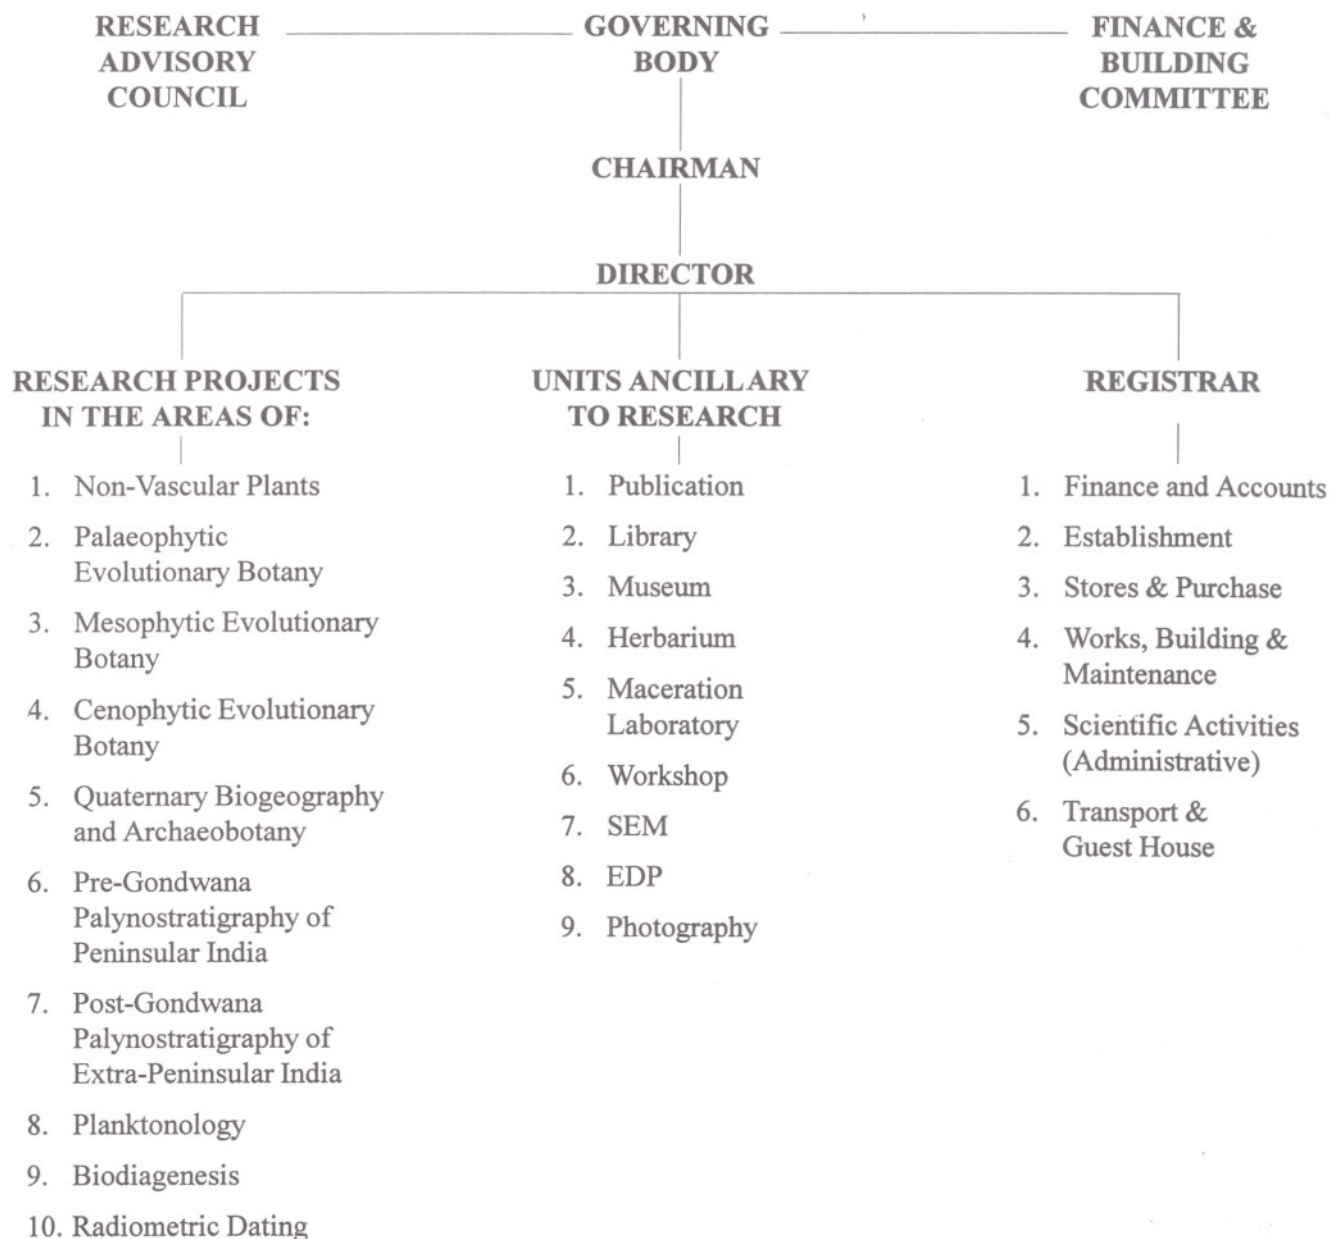 RESEARCH
ADVISORY
COUNCIL
GOVERNING
BODY
FINANCE &
BUILDING
COMMITTEE
CHAIRMAN
DIRECTOR
RESEARCH PROJECTS
IN THE AREAS OF:
1. Non-Vascular Plants
2. Palaeophytic
Evolutionary Botany
3. Mesophytic Evolutionary
Botany
4. Cenophytic Evolutionary
Botany
5. Quaternary Biogeography
and Archaeobotany
6. Pre-Gondwana
Palynostratigraphy of
Peninsular India
7. Post-Gondwana
Palynostratigraphy of
Extra-Peninsular India
8. Planktonology
9. Biodiagenesis
10. Radiometric Dating
UNITS ANCILLARY
TO RESEARCH
1. Publication
2. Library
3. Museum
4. Herbarium
5. Maceration
Laboratory
6. Workshop
7. SEM
8. EDP
9. Photography
REGISTRAR
1. Finance and Accounts
2. Establishment
3. Stores & Purchase
4. Works, Building &
Maintenance
5. Scientific Activities
(Administrative)
6. Transport &
Guest House